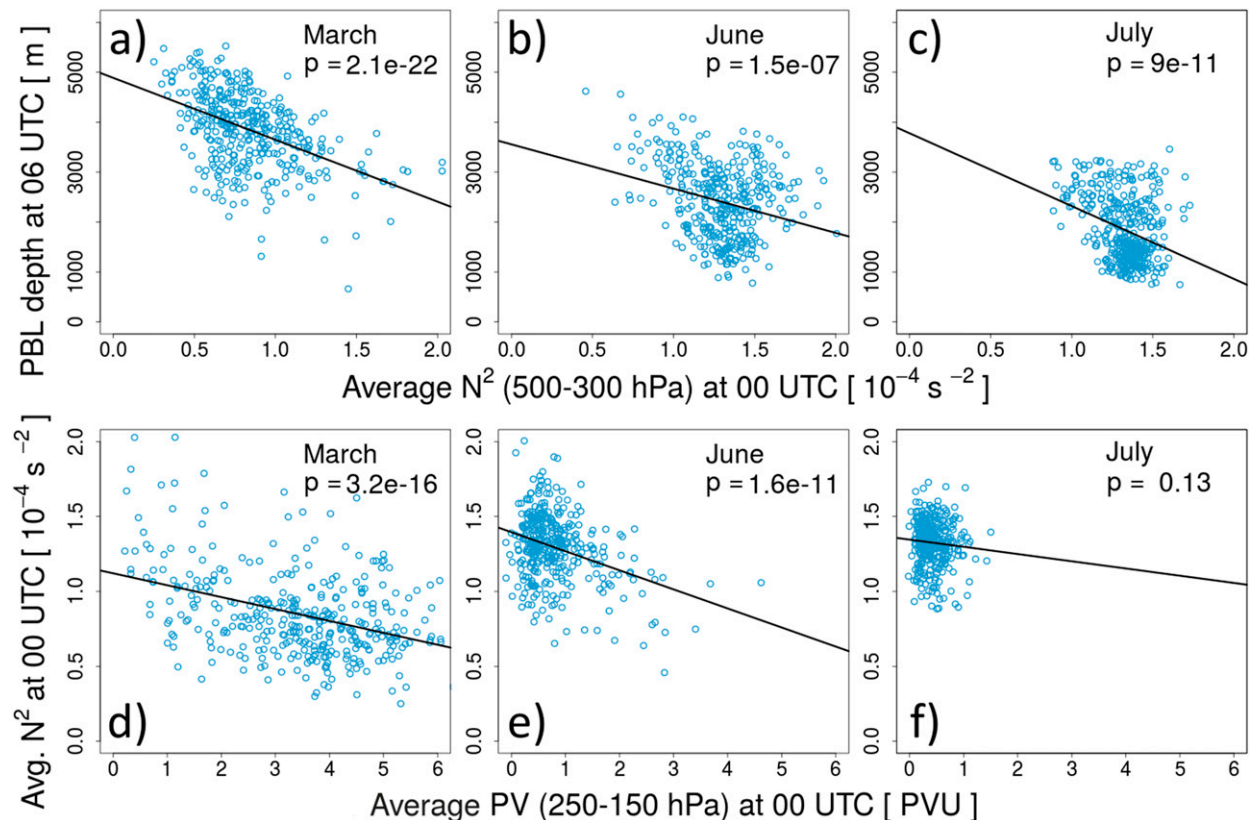 a)
March
p = 2.1e-22
b)
June
p = 1.5e-07
c)
July
p = 9e-11
PBL depth at 06 UTC [ m ]
0 1000 3000 5000
0 1000 3000 5000
0 1000 3000 5000
0.0 0.5 1.0 1.5 2.0
0.0 0.5 1.0 1.5 2.0
0.0 0.5 1.0 1.5 2.0
Average N² (500-300 hPa) at 00 UTC [ 10⁻⁴ s⁻² ]
d)
March
p = 3.2e-16
e)
June
p = 1.6e-11
f)
July
p = 0.13
Avg. N² at 00 UTC [ 10⁻⁴ s⁻² ]
0.0 0.5 1.0 1.5 2.0
0.0 0.5 1.0 1.5 2.0
0.0 0.5 1.0 1.5 2.0
0 1 2 3 4 5 6
0 1 2 3 4 5 6
0 1 2 3 4 5 6
Average PV (250-150 hPa) at 00 UTC [ PVU ]